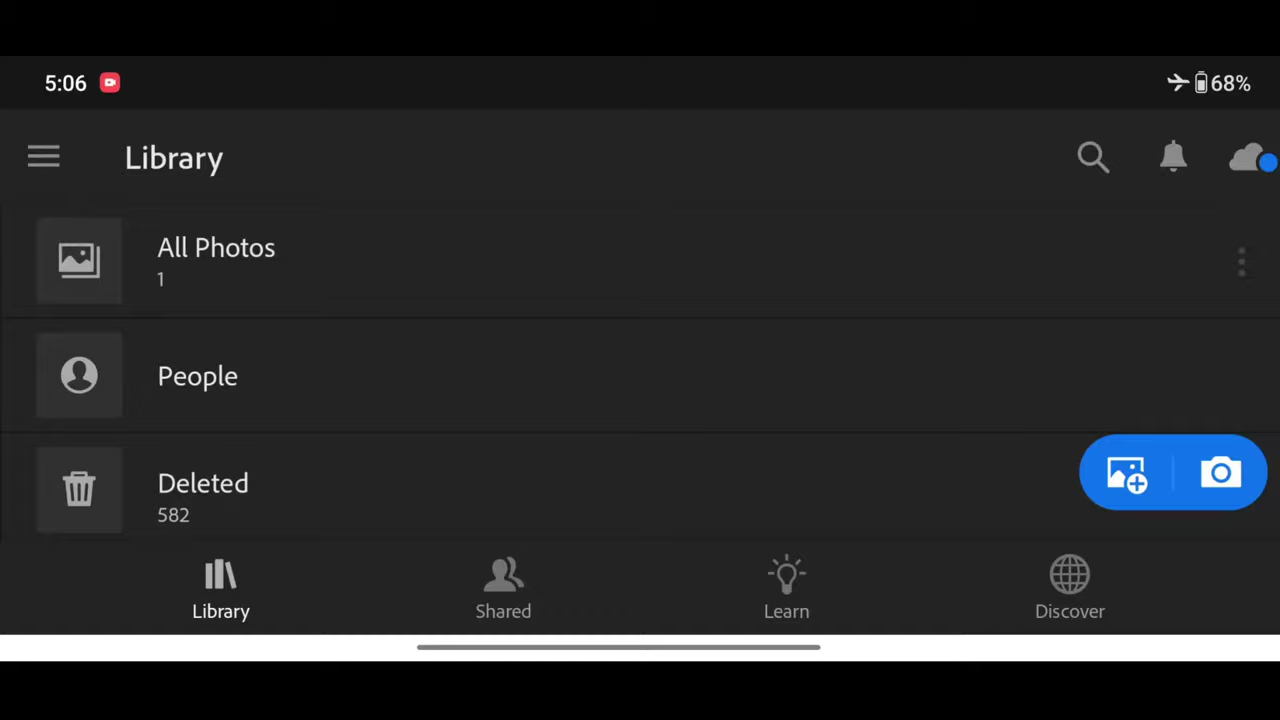 5:06
68%
Library
All Photos
1
People
Deleted
582
Library
Shared
Learn
Discover